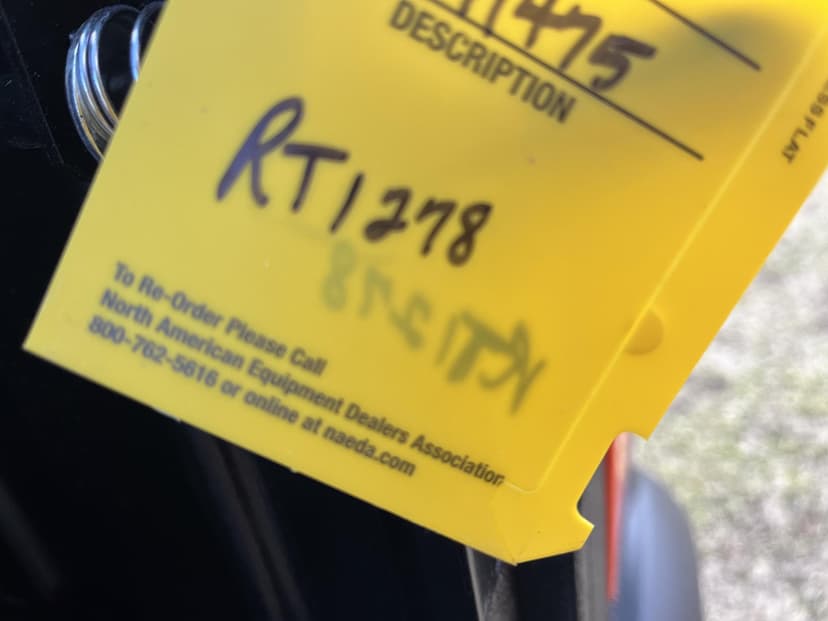 11475
DESCRIPTION
RT1278
To Re-Order Please Call
North American Equipment Dealers Association
800-762-5616 or online at naeda.com